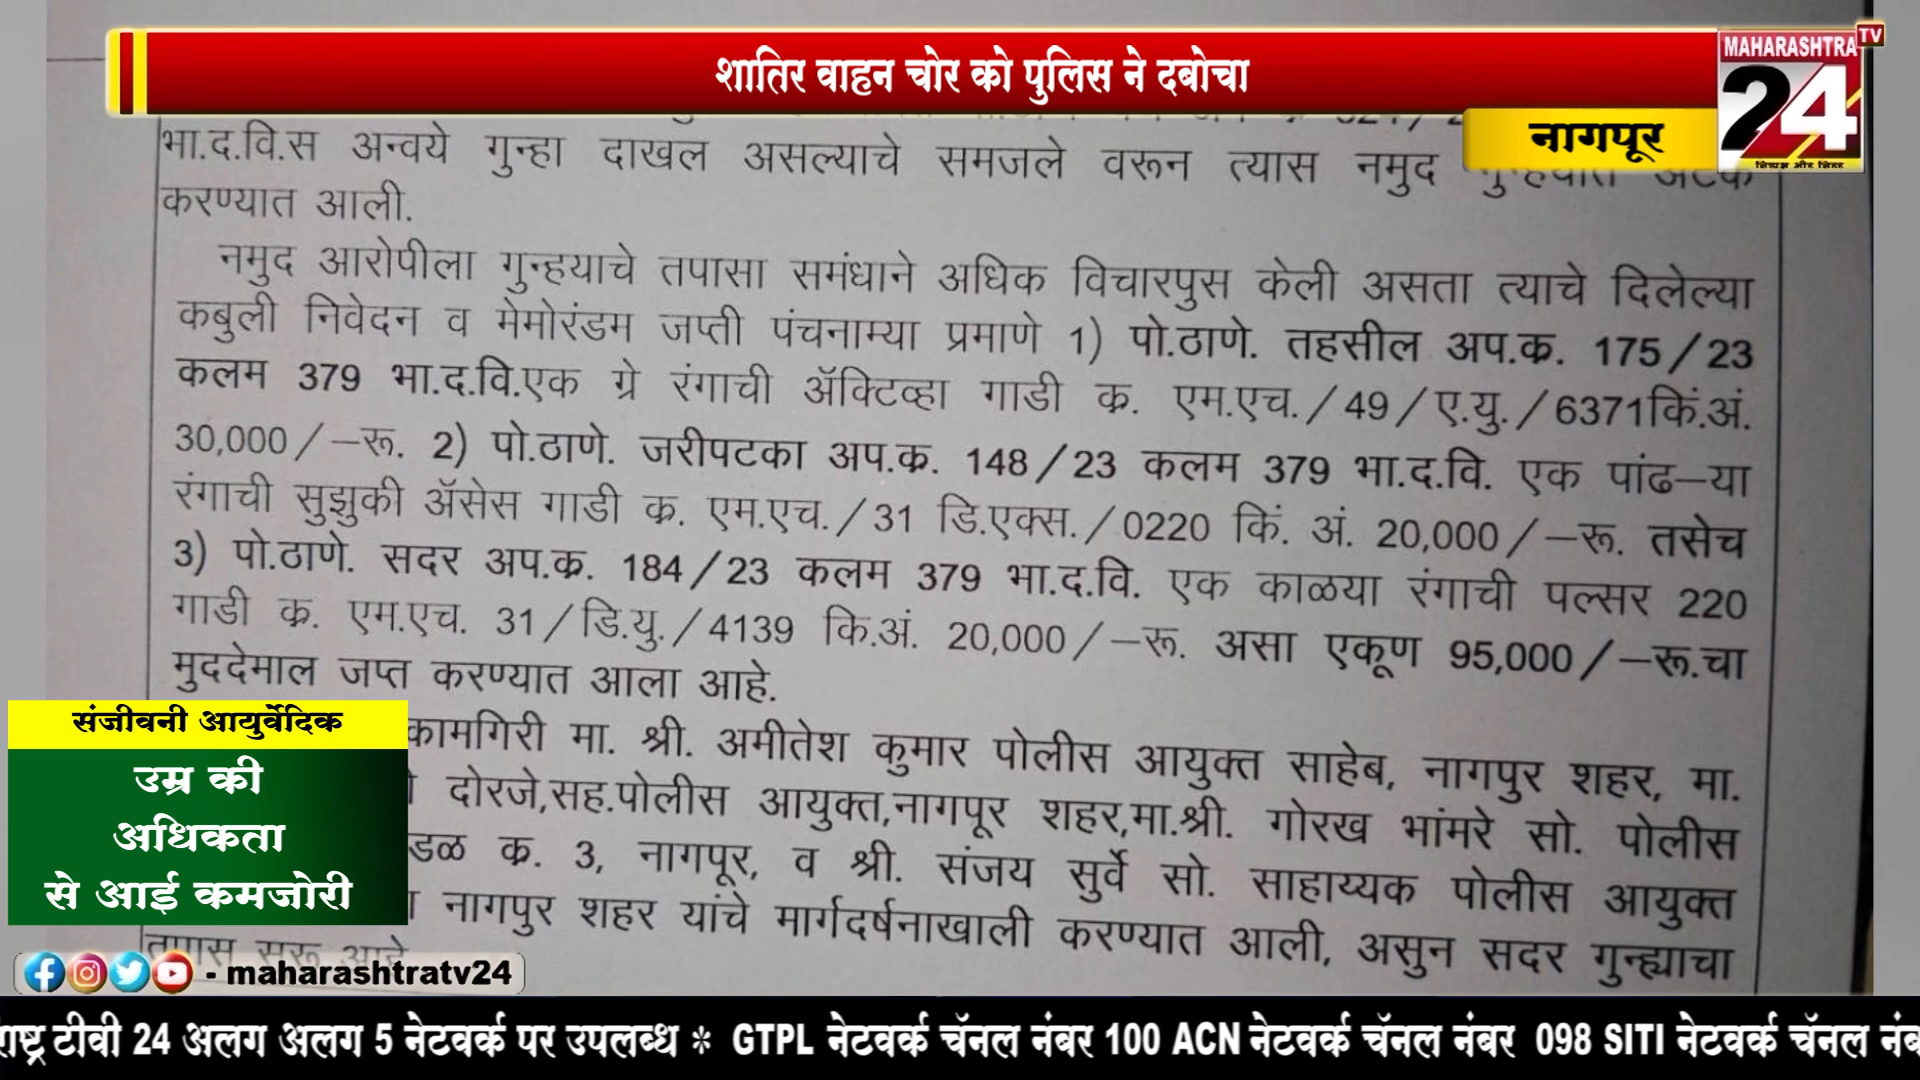 शातिर वाहन चोर को पुलिस ने दबोचा
MAHARASHTRA TV
24
निष्पक्ष और निडर
नागपूर
भा.द.वि.स अन्वये गुन्हा दाखल असल्याचे समजले वरून त्यास नमुद
करण्यात आली.
नमुद आरोपीला गुन्हयाचे तपासा समंधाने अधिक विचारपुस केली असता त्याचे दिलेल्या
कबुली निवेदन व मेमोरंडम जप्ती पंचनाम्या प्रमाणे 1) पो.ठाणे. तहसील अप.क्र. 175/23
कलम 379 भा.द.वि.एक ग्रे रंगाची ॲक्टिव्हा गाडी क्र. एम.एच./49/ए.यु./6371किं.अं.
30,000/–रू. 2) पो.ठाणे. जरीपटका अप.क्र. 148/23 कलम 379 भा.द.वि. एक पांढ–या
रंगाची सुझुकी ॲसेस गाडी क्र. एम.एच./31 डि.एक्स./0220 किं. अं. 20,000/–रू. तसेच
3) पो.ठाणे. सदर अप.क्र. 184/23 कलम 379 भा.द.वि. एक काळया रंगाची पल्सर 220
गाडी क्र. एम.एच. 31/डि.यु./4139 कि.अं. 20,000/–रू. असा एकूण 95,000/–रू.चा
मुददेमाल जप्त करण्यात आला आहे.
कामगिरी मा. श्री. अमीतेश कुमार पोलीस आयुक्त साहेब, नागपुर शहर, मा.
दोरजे,सह.पोलीस आयुक्त,नागपूर शहर,मा.श्री. गोरख भांमरे सो. पोलीस
डळ क्र. 3, नागपूर, व श्री. संजय सुर्वे सो. साहाय्यक पोलीस आयुक्त
नागपुर शहर यांचे मार्गदर्षनाखाली करण्यात आली, असुन सदर गुन्ह्याचा
तपास सुरू आहे
संजीवनी आयुर्वेदिक
उम्र की
अधिकता
से आई कमजोरी
- maharashtratv24
ाष्ट्र टीवी 24 अलग अलग 5 नेटवर्क पर उपलब्ध * GTPL नेटवर्क चॅनल नंबर 100 ACN नेटवर्क चॅनल नंबर 098 SITI नेटवर्क चॅनल नंब